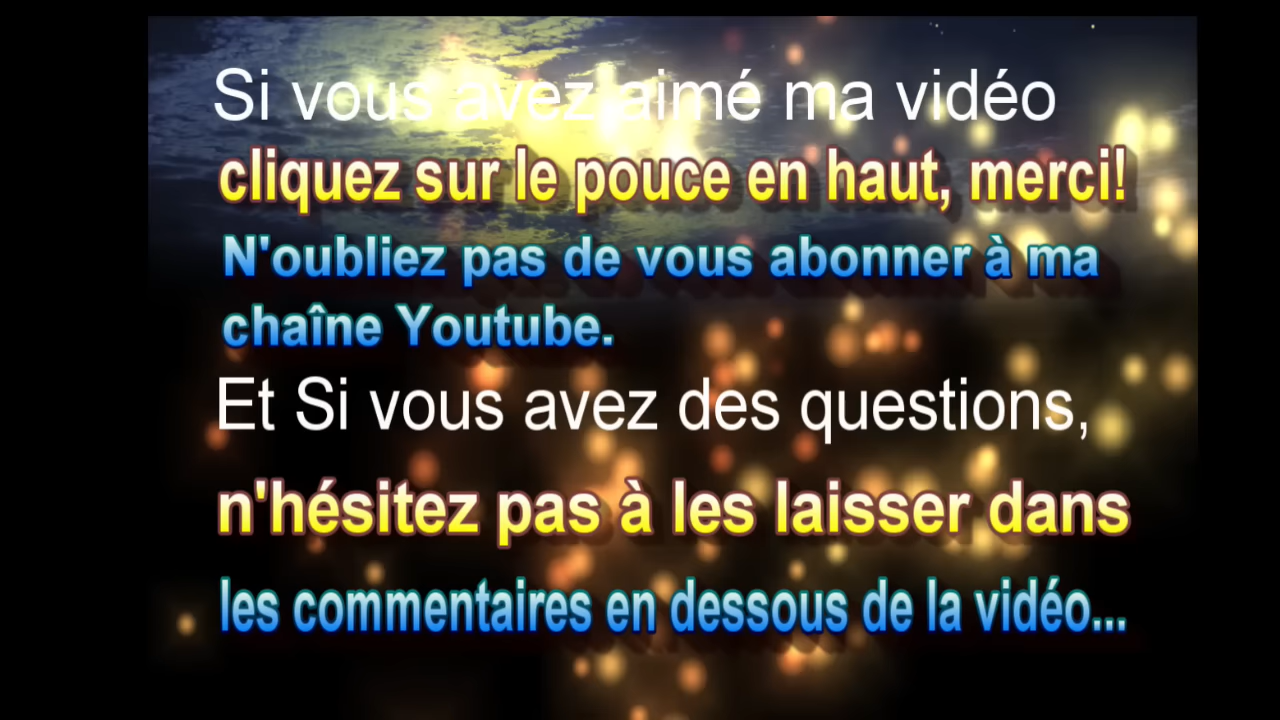 Si vous avez aimé ma vidéo
cliquez sur le pouce en haut, merci!
N'oubliez pas de vous abonner à ma
chaîne Youtube.
Et Si vous avez des questions,
n'hésitez pas à les laisser dans
les commentaires en dessous de la vidéo...